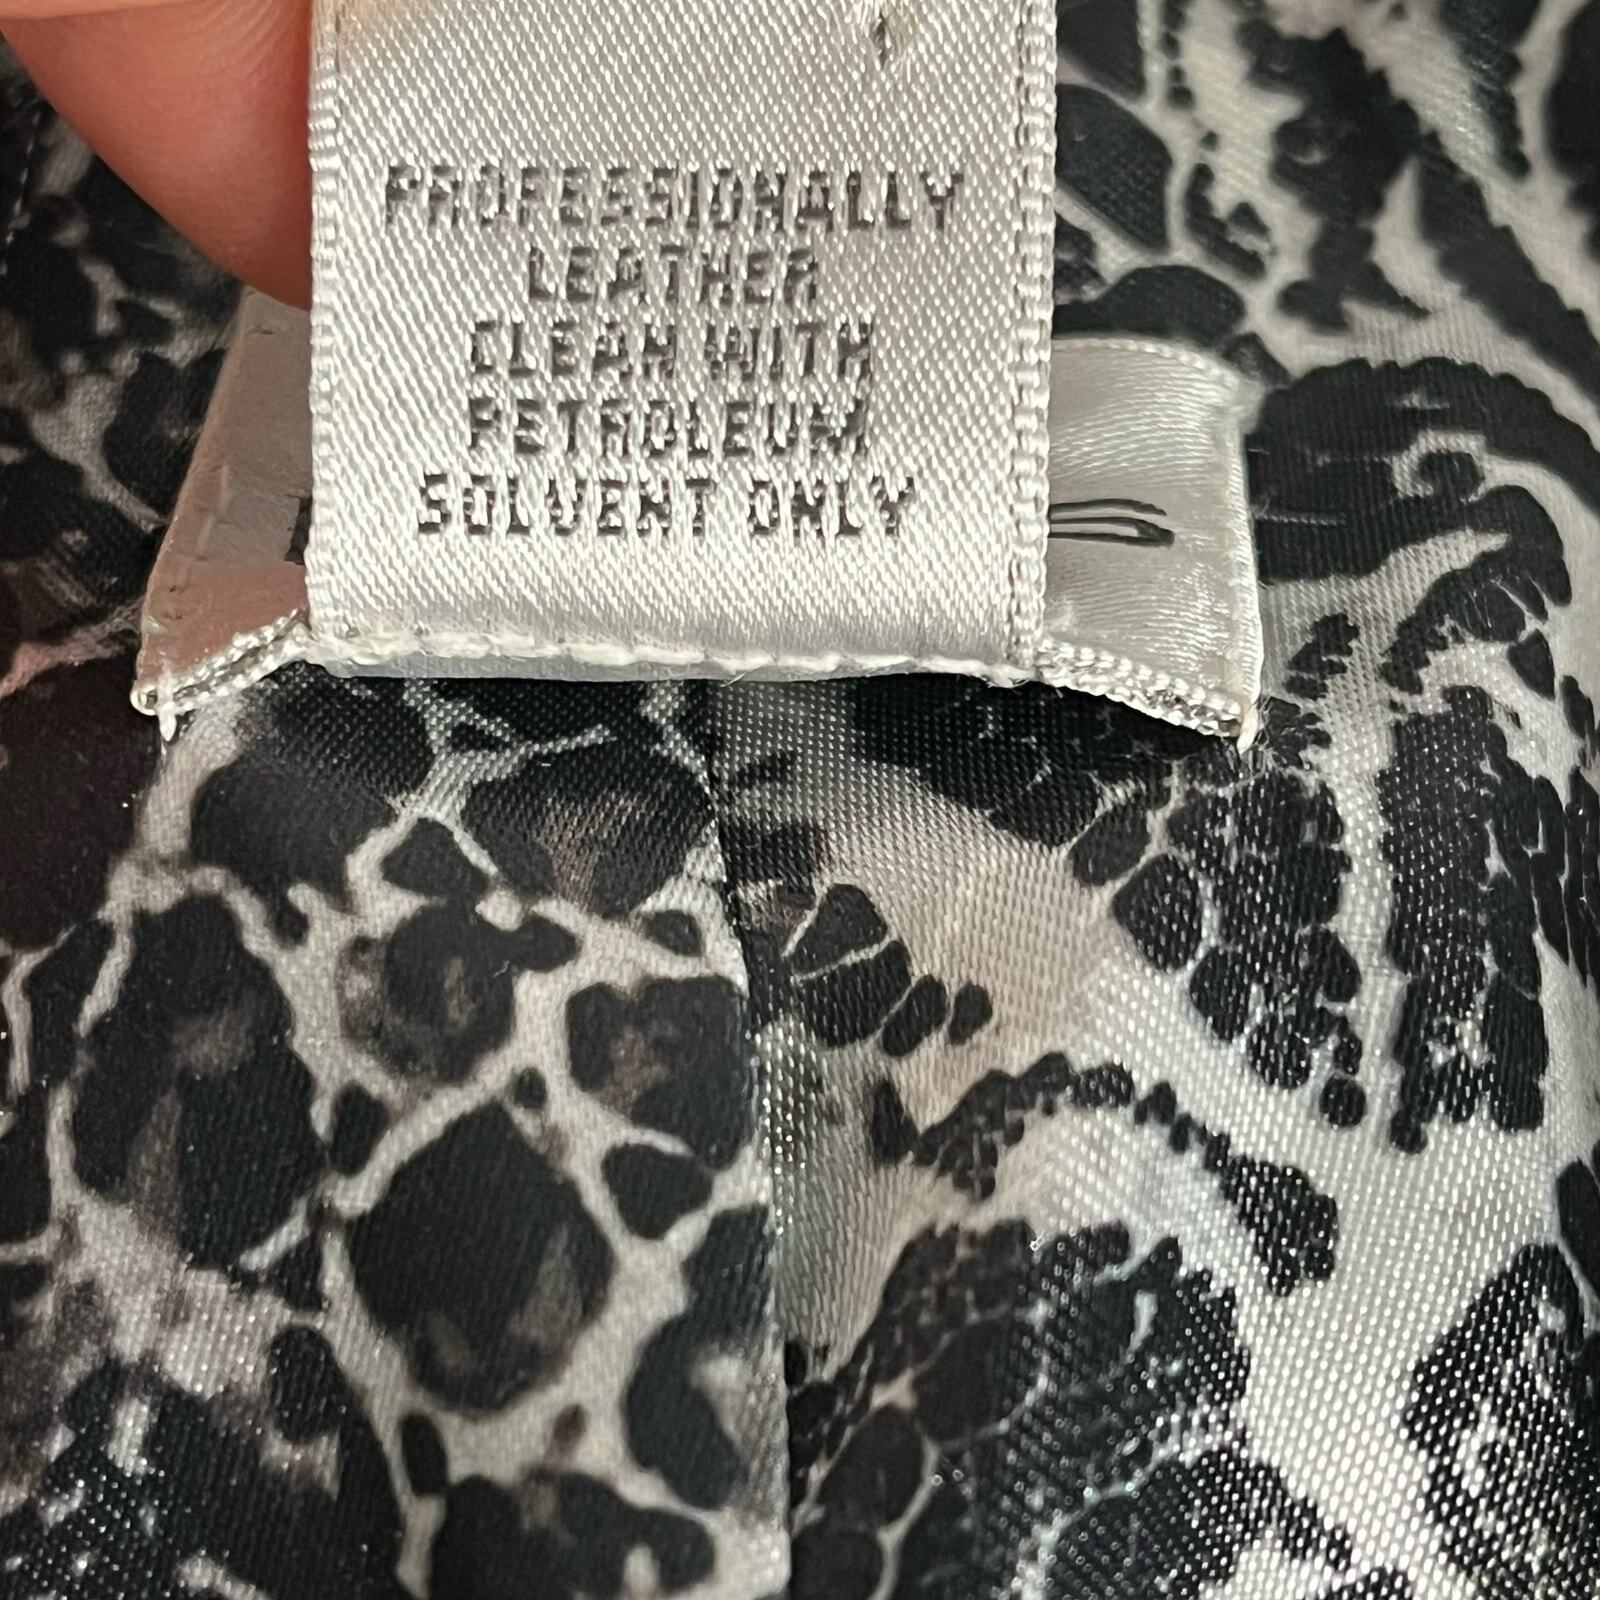 PROFESSIONALLY
LEATHER
CLEAN WITH
PETROLEUM
SOLVENT ONLY